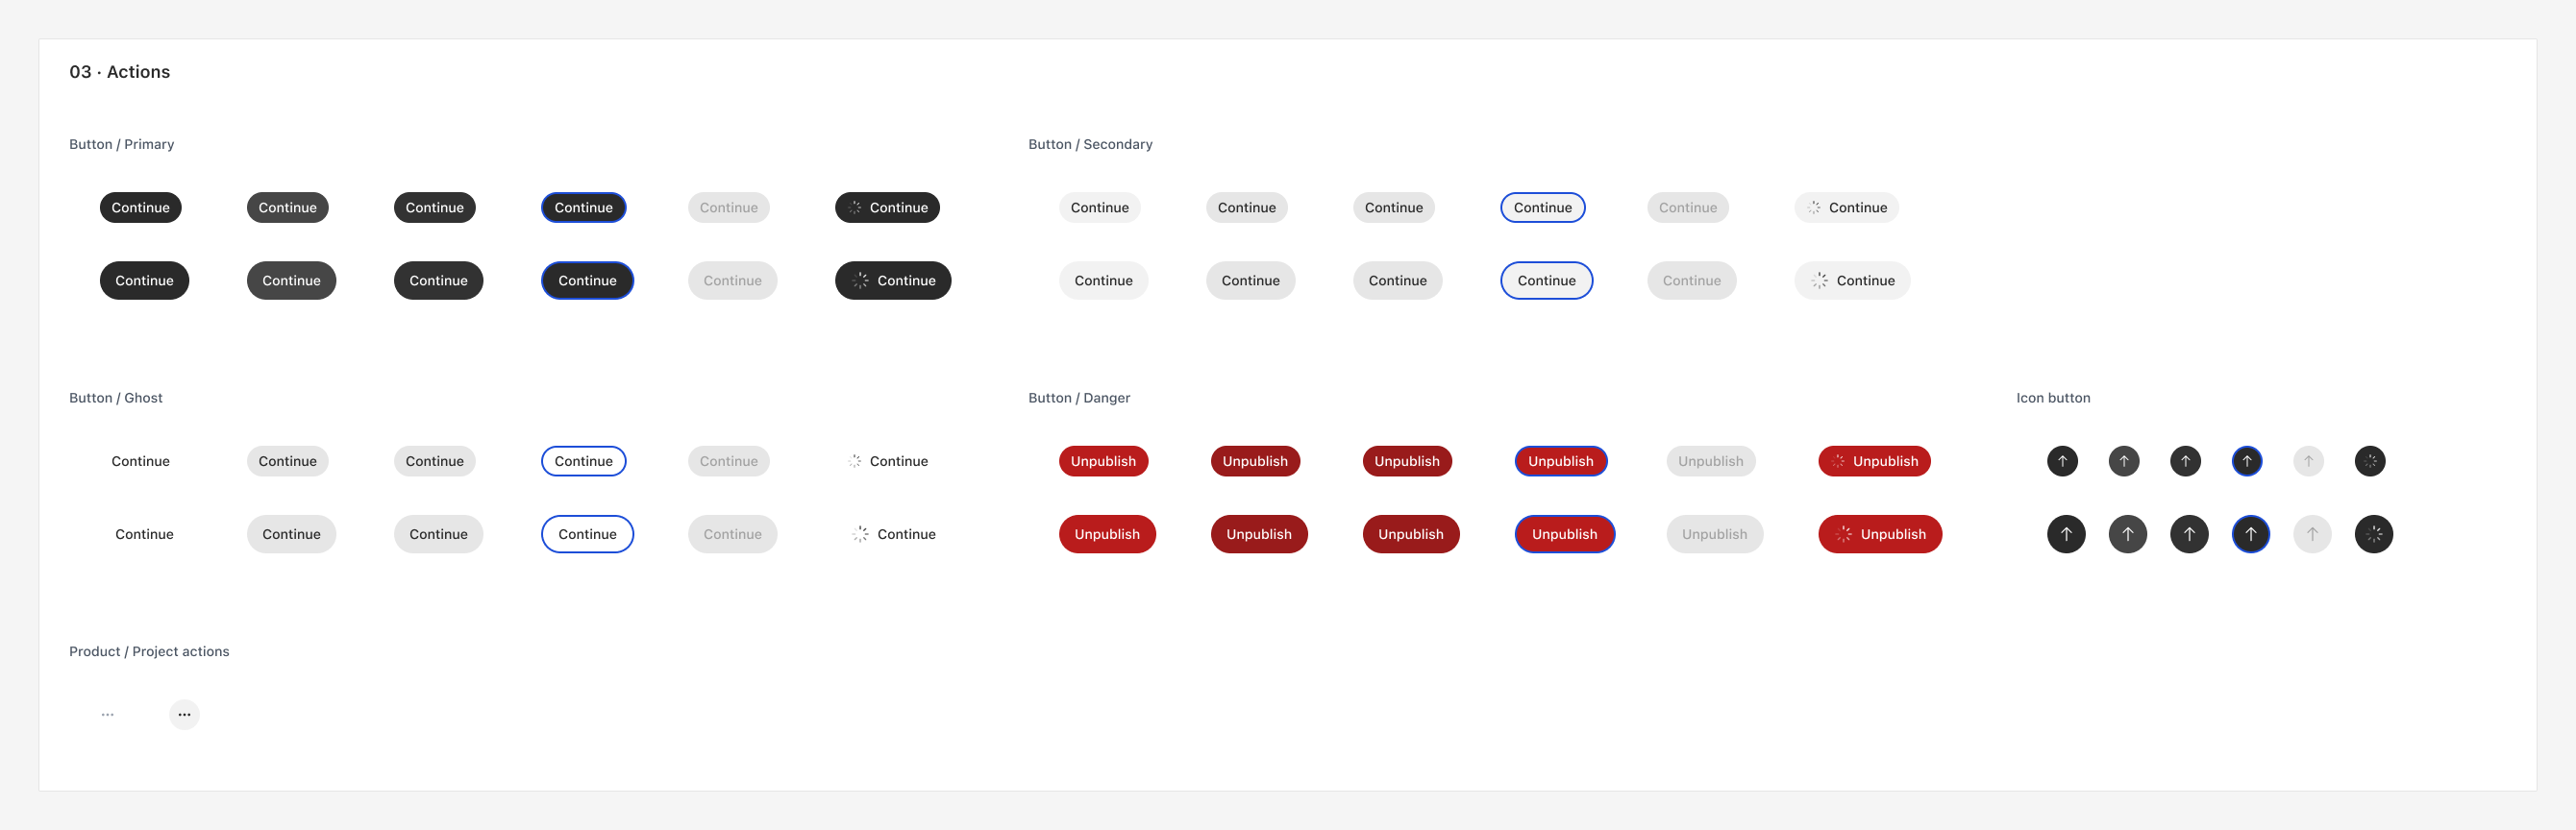 03 · Actions
Button / Primary
Button / Secondary
Continue Continue Continue Continue Continue Continue
Continue Continue Continue Continue Continue Continue
Continue Continue Continue Continue Continue Continue
Continue Continue Continue Continue Continue Continue
Button / Ghost
Button / Danger
Icon button
Continue Continue Continue Continue Continue Continue
Unpublish Unpublish Unpublish Unpublish Unpublish Unpublish
Continue Continue Continue Continue Continue Continue
Unpublish Unpublish Unpublish Unpublish Unpublish Unpublish
Product / Project actions